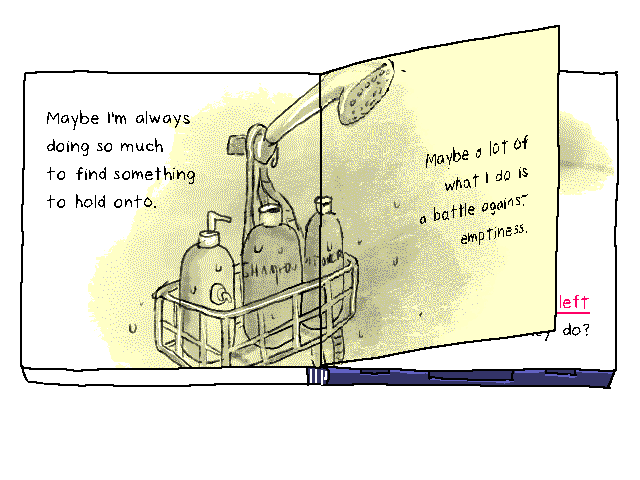 Maybe I'm always
doing so much
to find something
to hold onto.
SHAMPOO
Maybe a lot of
what I do is
a battle against
emptiness.
left
do?